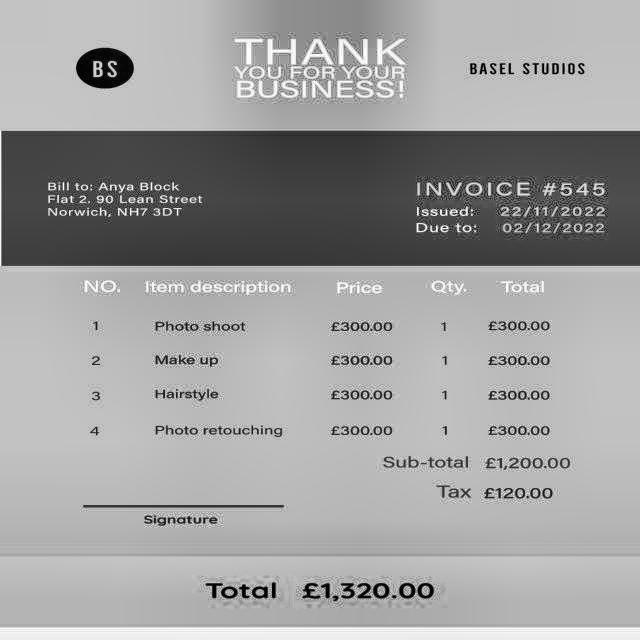 BS
THANK
YOU FOR YOUR
BUSINESS!
BASEL STUDIOS
Bill to: Anya Block
Flat 2. 90 Lean Street
Norwich, NH7 3DT
INVOICE #545
Issued: 22/11/2022
Due to: 02/12/2022
NO. Item description Price Qty. Total
1 Photo shoot £300.00 1 £300.00
2 Make up £300.00 1 £300.00
3 Hairstyle £300.00 1 £300.00
4 Photo retouching £300.00 1 £300.00
Sub-total £1,200.00
Tax £120.00
Signature
Total £1,320.00